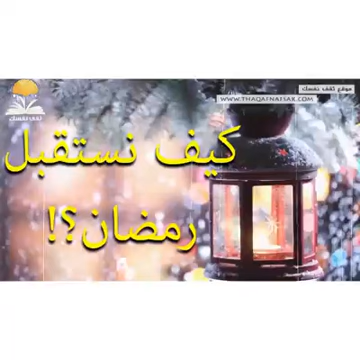 موقع ثقف نفسك
WWW.THAQAFNAFSAK.COM
ثقف نفسك
كيف نستقبل
رمضان؟!